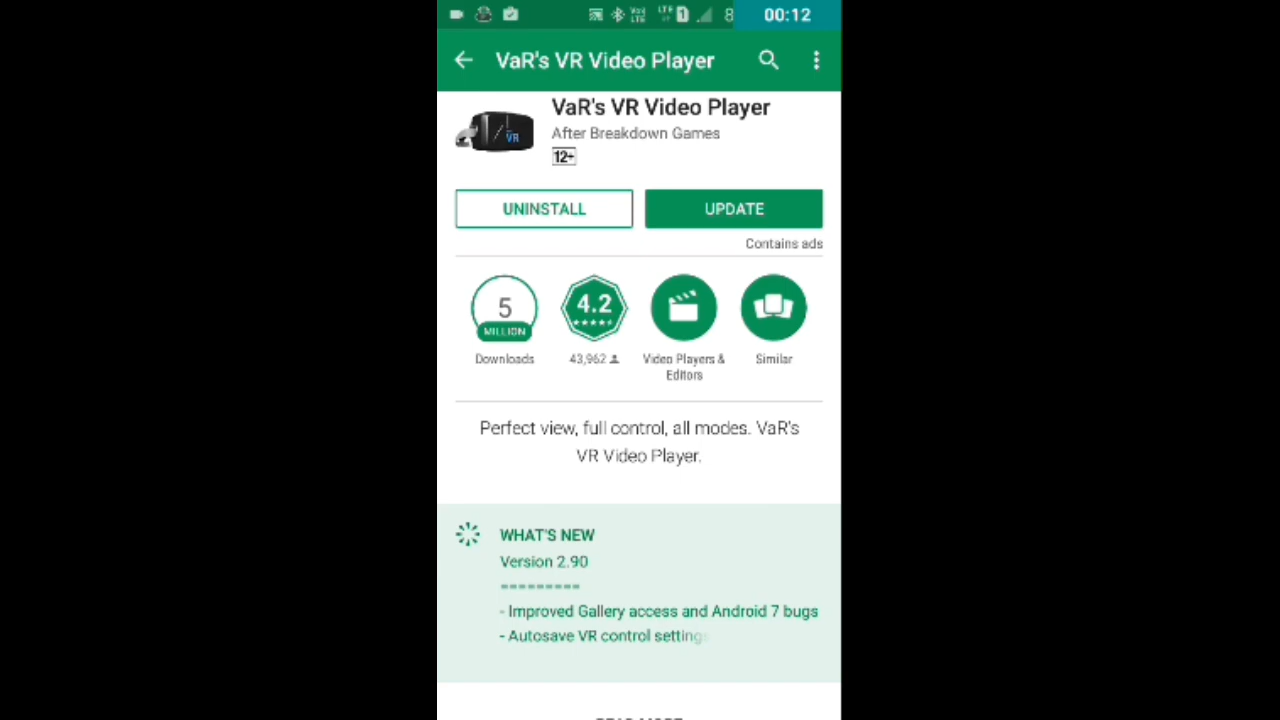 8 00:12
VaR's VR Video Player
VaR's VR Video Player
After Breakdown Games
12+
VR
UNINSTALL UPDATE
Contains ads
5 4.2
MILLION
Downloads 43,962 Video Players & Similar
Editors
Perfect view, full control, all modes. VaR's
VR Video Player.
WHAT'S NEW
Version 2.90
=========
- Improved Gallery access and Android 7 bugs
- Autosave VR control settings